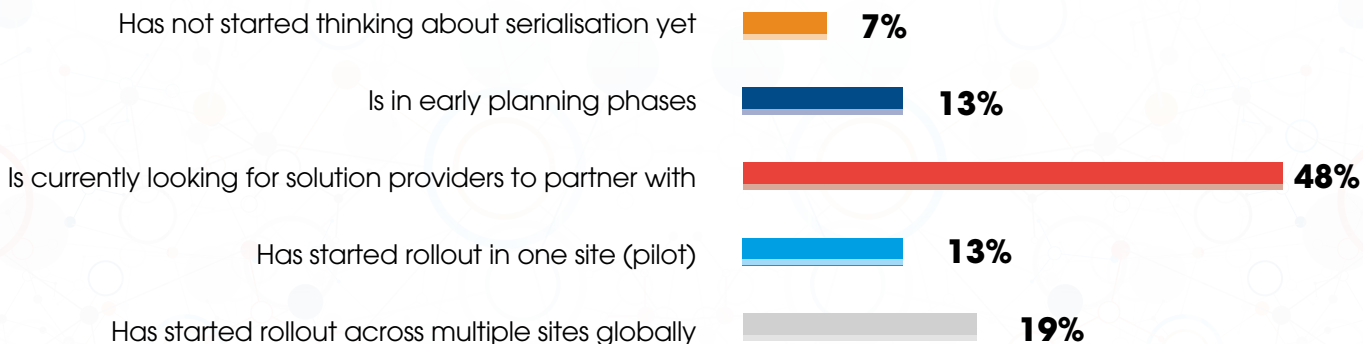 Has not started thinking about serialisation yet 7%
Is in early planning phases 13%
Is currently looking for solution providers to partner with 48%
Has started rollout in one site (pilot) 13%
Has started rollout across multiple sites globally 19%